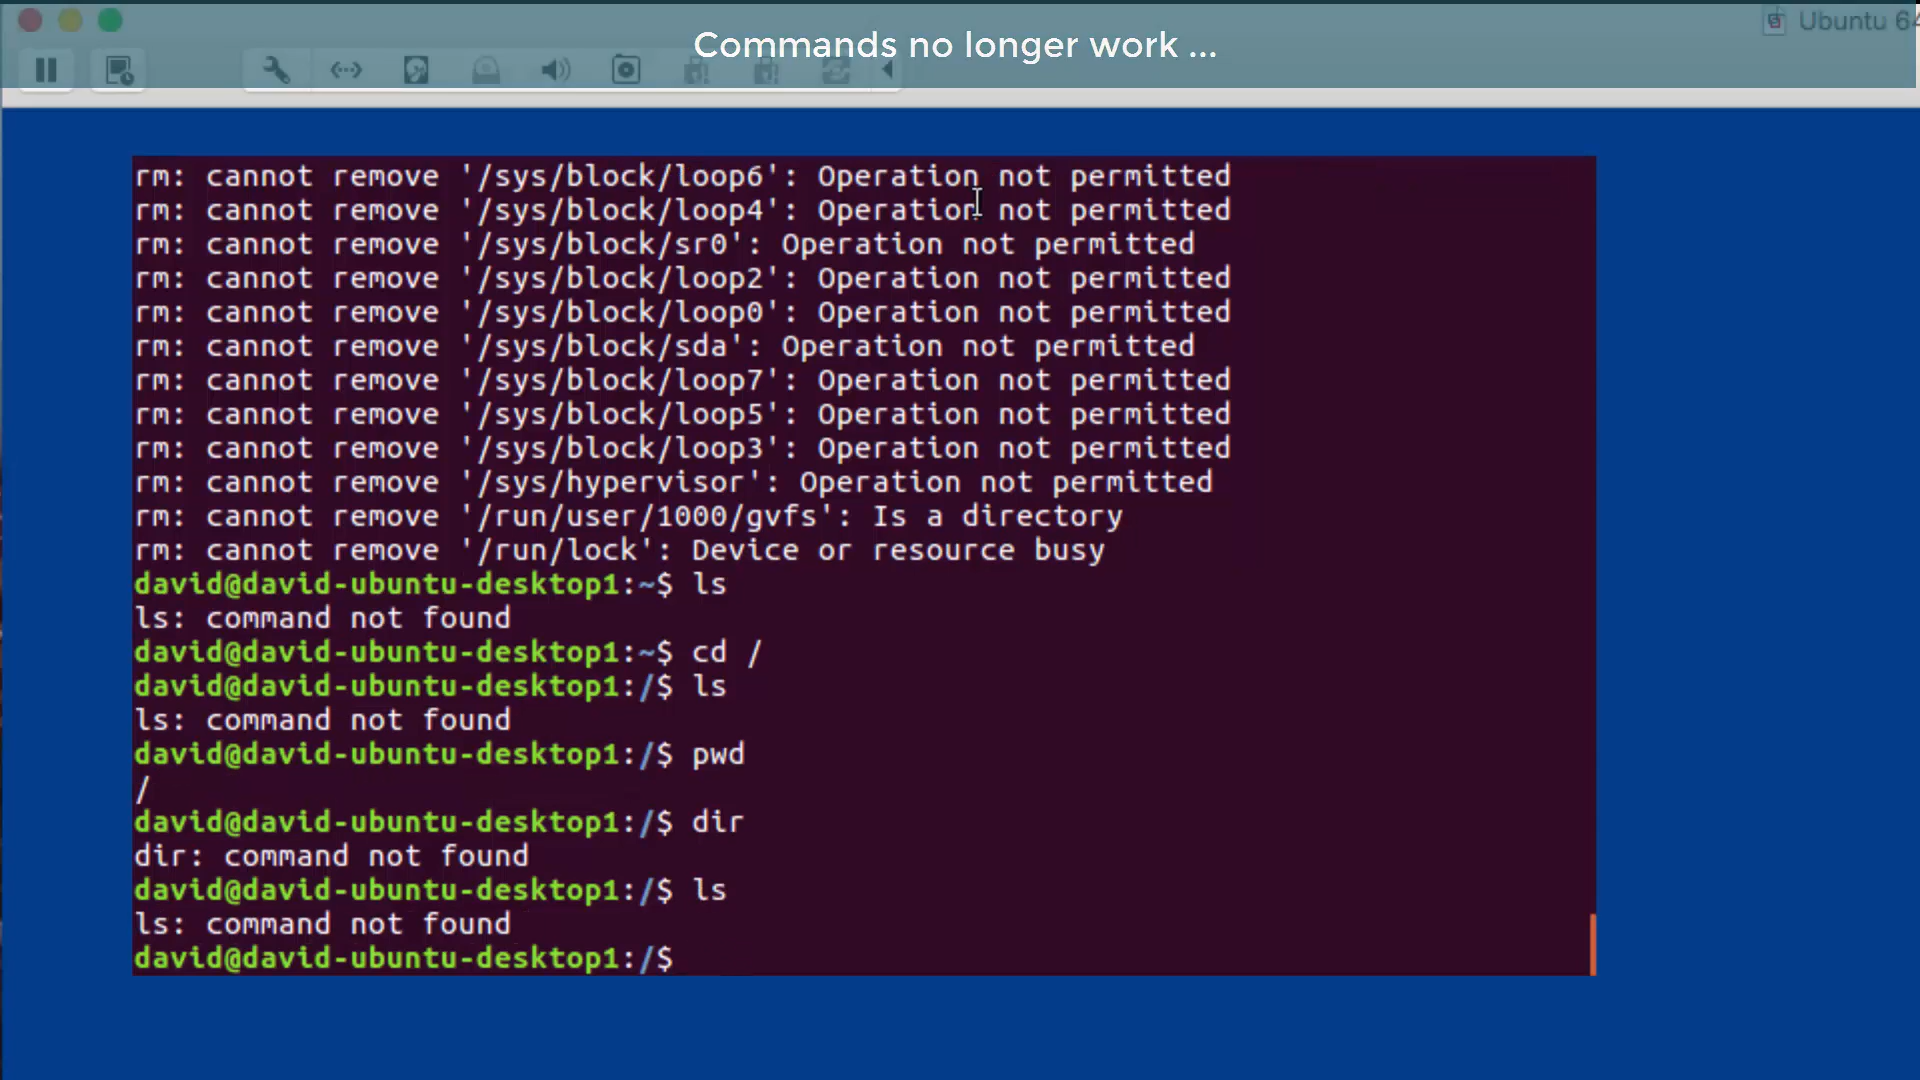 Commands no longer work ...
Ubuntu 64
rm: cannot remove '/sys/block/loop6': Operation not permitted
rm: cannot remove '/sys/block/loop4': Operation not permitted
rm: cannot remove '/sys/block/sr0': Operation not permitted
rm: cannot remove '/sys/block/loop2': Operation not permitted
rm: cannot remove '/sys/block/loop0': Operation not permitted
rm: cannot remove '/sys/block/sda': Operation not permitted
rm: cannot remove '/sys/block/loop7': Operation not permitted
rm: cannot remove '/sys/block/loop5': Operation not permitted
rm: cannot remove '/sys/block/loop3': Operation not permitted
rm: cannot remove '/sys/hypervisor': Operation not permitted
rm: cannot remove '/run/user/1000/gvfs': Is a directory
rm: cannot remove '/run/lock': Device or resource busy
david@david-ubuntu-desktop1:~$ ls
ls: command not found
david@david-ubuntu-desktop1:~$ cd /
david@david-ubuntu-desktop1:/$ ls
ls: command not found
david@david-ubuntu-desktop1:/$ pwd
/
david@david-ubuntu-desktop1:/$ dir
dir: command not found
david@david-ubuntu-desktop1:/$ ls
ls: command not found
david@david-ubuntu-desktop1:/$